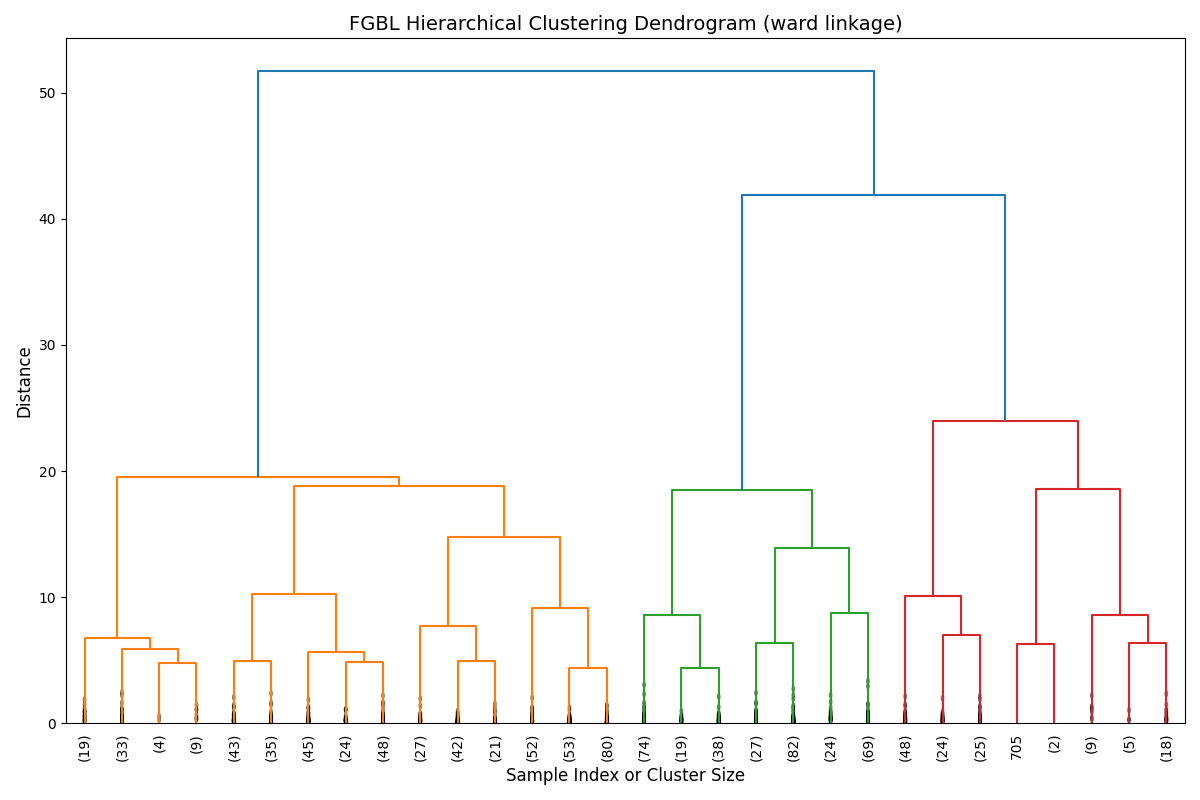 FGBL Hierarchical Clustering Dendrogram (ward linkage)
50
40
30
20
10
0
Distance
(19) (33) (4) (9) (43) (35) (45) (24) (48) (27) (42) (21) (52) (53) (80) (74) (19) (38) (27) (82) (24) (69) (48) (24) (25) 705 (2) (9) (5) (18)
Sample Index or Cluster Size